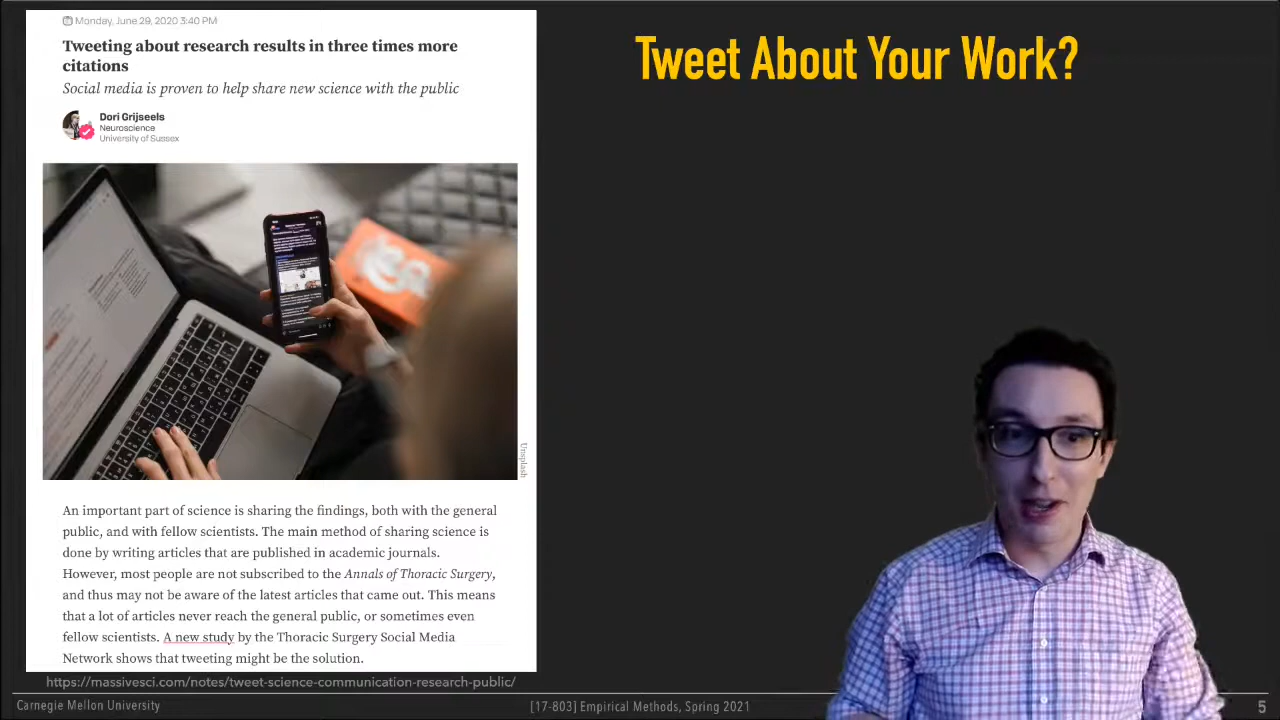 Monday, June 29, 2020 3:40 PM
Tweeting about research results in three times more
citations
Social media is proven to help share new science with the public
Dori Grijseels
Neuroscience
University of Sussex
Unsplash
An important part of science is sharing the findings, both with the general
public, and with fellow scientists. The main method of sharing science is
done by writing articles that are published in academic journals.
However, most people are not subscribed to the Annals of Thoracic Surgery,
and thus may not be aware of the latest articles that came out. This means
that a lot of articles never reach the general public, or sometimes even
fellow scientists. A new study by the Thoracic Surgery Social Media
Network shows that tweeting might be the solution.
https://massivesci.com/notes/tweet-science-communication-research-public/
Tweet About Your Work?
Carnegie Mellon University
[17-803] Empirical Methods, Spring 2021
5